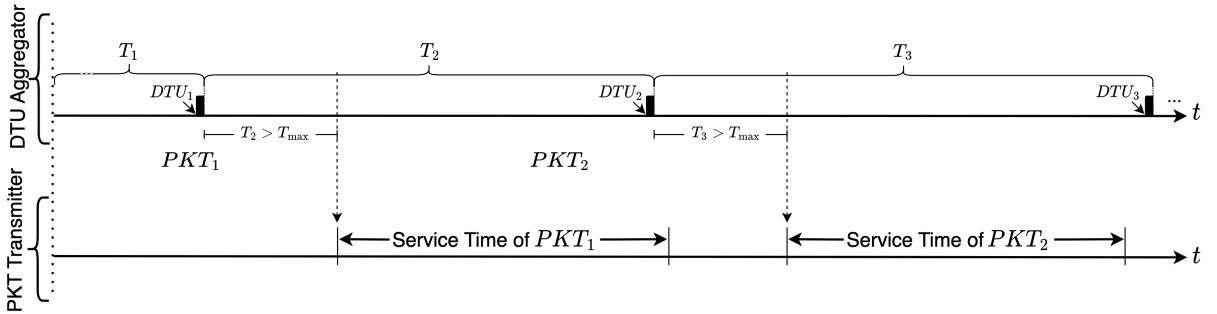 DTU Aggregator
T₁
T₂
T₃
...
DTU₁
DTU₂
DTU₃
...
t
T₂ > Tₘₐₓ
T₃ > Tₘₐₓ
PKT₁
PKT₂
PKT Transmitter
Service Time of PKT₁
Service Time of PKT₂
t